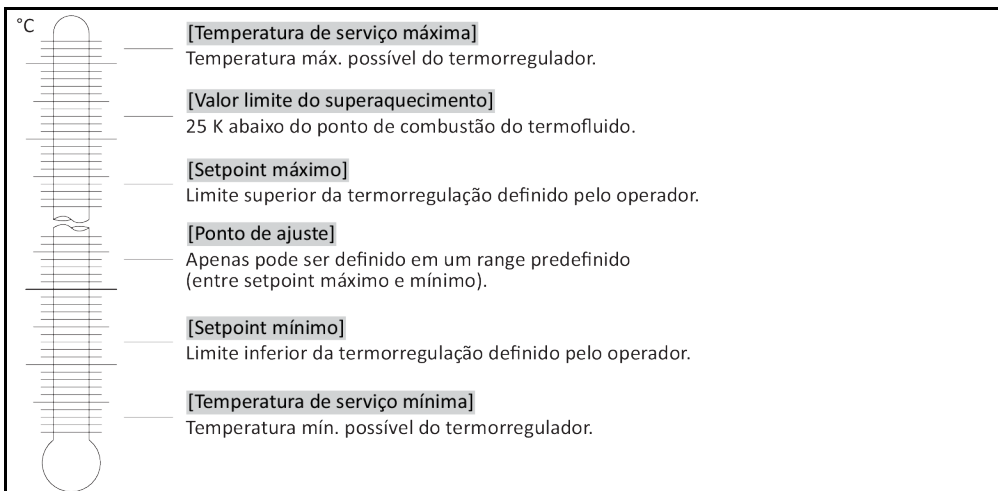 °C
[Temperatura de serviço máxima]
Temperatura máx. possível do termorregulador.
[Valor limite do superaquecimento]
25 K abaixo do ponto de combustão do termofluido.
[Setpoint máximo]
Limite superior da termorregulação definido pelo operador.
[Ponto de ajuste]
Apenas pode ser definido em um range predefinido
(entre setpoint máximo e mínimo).
[Setpoint mínimo]
Limite inferior da termorregulação definido pelo operador.
[Temperatura de serviço mínima]
Temperatura mín. possível do termorregulador.